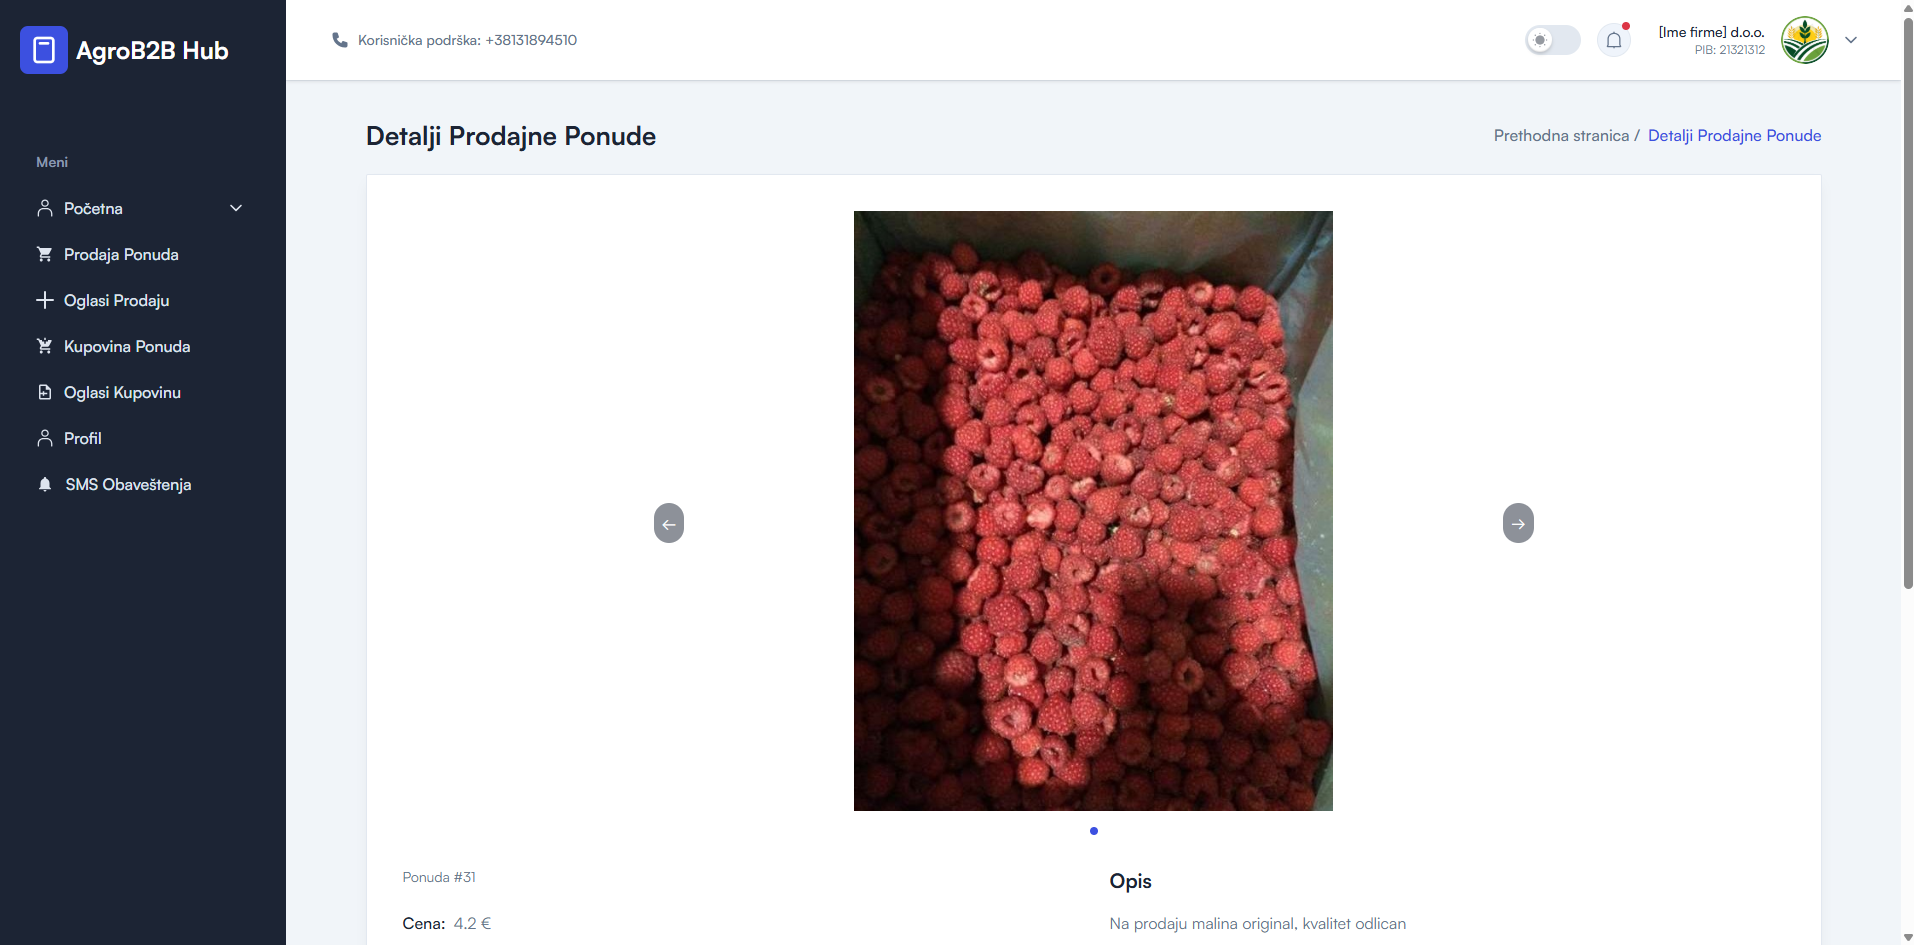 AgroB2B Hub
Meni
Početna
Prodaja Ponuda
Oglasi Prodaju
Kupovina Ponuda
Oglasi Kupovinu
Profil
SMS Obaveštenja
Korisnička podrška: +38131894510
[Ime firme] d.o.o.
PIB: 21321312
Detalji Prodajne Ponude
Prethodna stranica / Detalji Prodajne Ponude
Ponuda #31
Cena: 4.2 €
Opis
Na prodaju malina original, kvalitet odlican